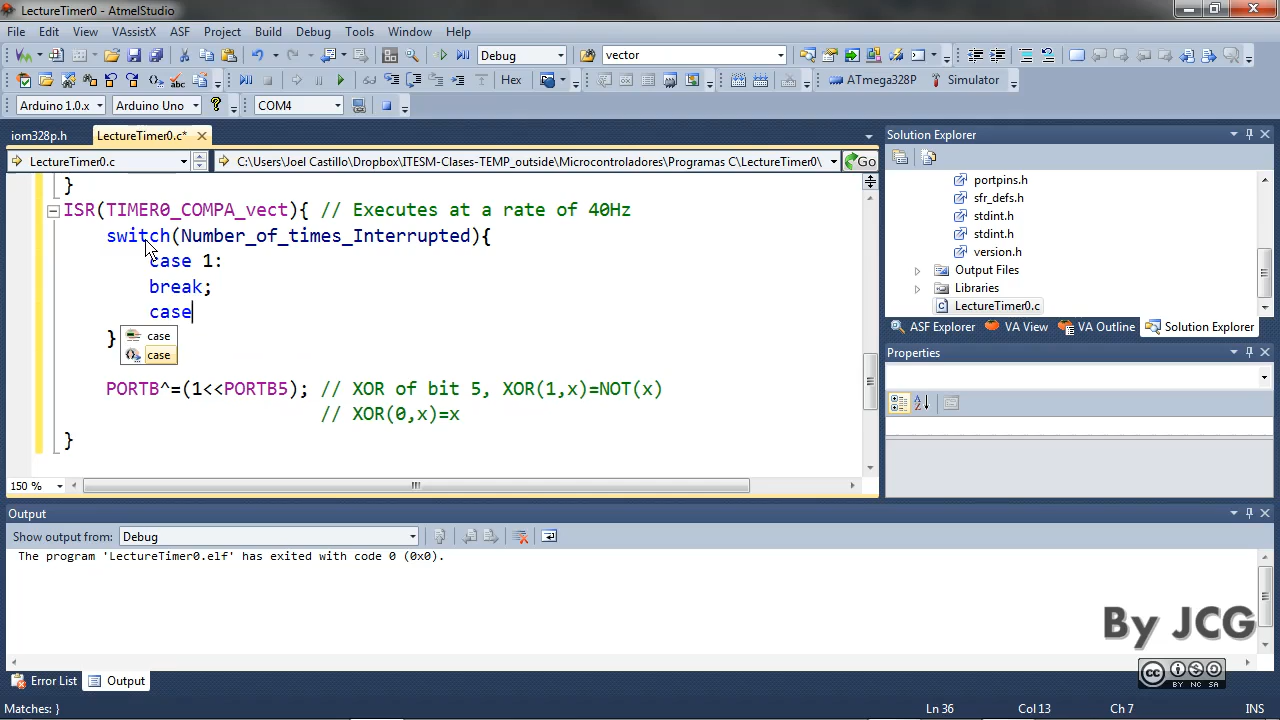 LectureTimer0.c - AtmelStudio
File Edit View VAssistX ASF Project Build Debug Tools Window Help
Debug vector
Hex ATmega328P Simulator
Arduino 1.0.x Arduino Uno ? COM4
iom328p.h LectureTimer0.c*
LectureTimer0.c C:\Users\Joel Castillo\Dropbox\ITESM-Clases-TEMP_outside\Microcontroladores\Programas C\LectureTimer0\ Go
}
ISR(TIMER0_COMPA_vect){ // Executes at a rate of 40Hz
switch(Number_of_times_Interrupted){
case 1:
break;
case
}
case
case
PORTB^=(1<<PORTB5); // XOR of bit 5, XOR(1,x)=NOT(x)
// XOR(0,x)=x
}
150 %
Solution Explorer
portpins.h
sfr_defs.h
stdint.h
stdint.h
version.h
Output Files
Libraries
LectureTimer0.c
ASF Explorer VA View VA Outline Solution Explorer
Properties
Output
Show output from: Debug
The program 'LectureTimer0.elf' has exited with code 0 (0x0).
By JCG
cc BY NC SA
Error List Output
Matches: } Ln 36 Col 13 Ch 7 INS